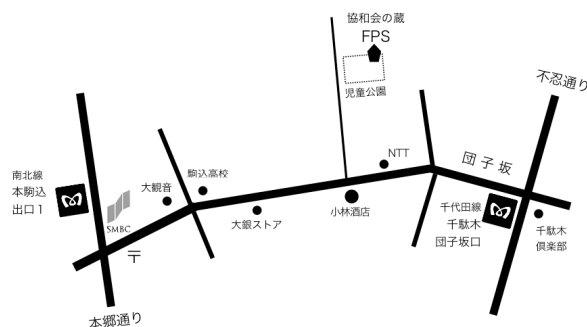 協和会の蔵
FPS
児童公園
不忍通り
南北線
本駒込
出口1
SMBC
大観音
駒込高校
NTT
団子坂
大銀ストア
小林酒店
千代田線
千駄木
団子坂口
千駄木
倶楽部
〒
本郷通り